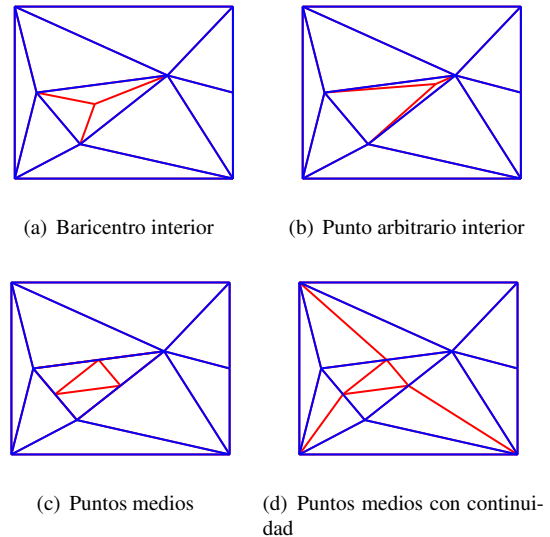 (a) Baricentro interior
(b) Punto arbitrario interior
(c) Puntos medios
(d) Puntos medios con continui-
dad